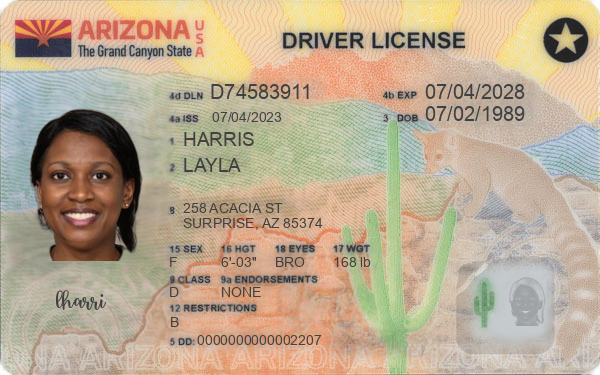 ARIZONA USA
The Grand Canyon State
DRIVER LICENSE
4d DLN D74583911 4b EXP 07/04/2028
4a ISS 07/04/2023 3 DOB 07/02/1989
1 HARRIS
2 LAYLA
8 258 ACACIA ST
SURPRISE, AZ 85374
15 SEX 16 HGT 18 EYES 17 WGT
F 6'-03" BRO 168 lb
9 CLASS 9a ENDORSEMENTS
D NONE
12 RESTRICTIONS
B
lharri
5 DD: 0000000000002207
ARIZONA ARIZONA ARIZONA ARIZONA